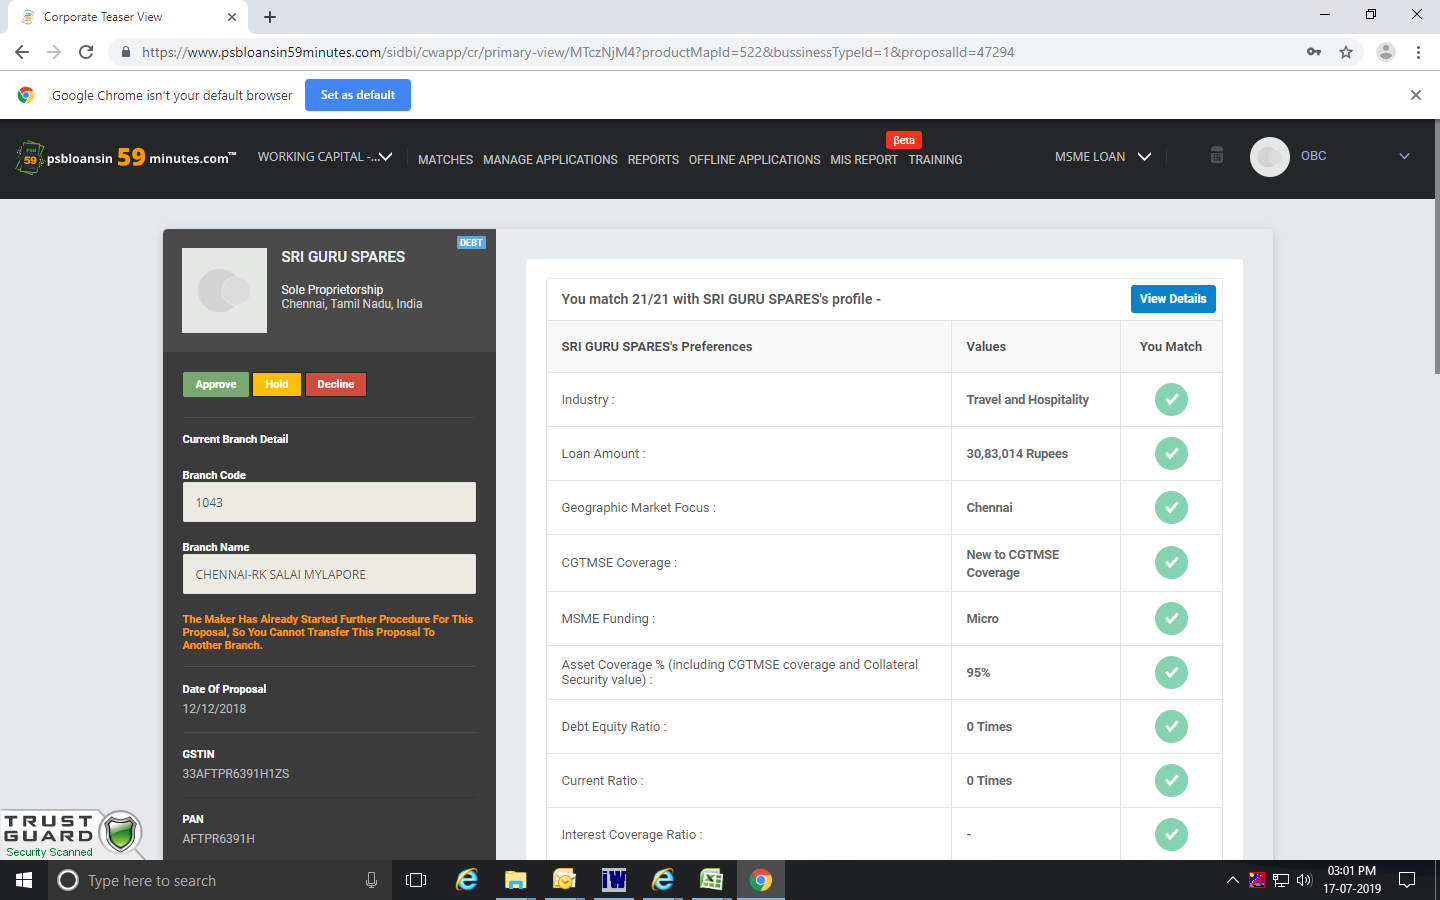 Corporate Teaser View
https://www.psbloansin59minutes.com/sidbi/cwapp/cr/primary-view/MTczNjM4?productMapId=522&bussinesTypeId=1&proposalId=47294
Google Chrome isn't your default browser
Set as default
PSB
59
psbloansin 59 minutes.com™
WORKING CAPITAL -...
MATCHES
MANAGE APPLICATIONS
REPORTS
OFFLINE APPLICATIONS
MIS REPORT
βeta
TRAINING
MSME LOAN
OBC
DEBT
SRI GURU SPARES
Sole Proprietorship
Chennai, Tamil Nadu, India
Approve
Hold
Decline
Current Branch Detail
Branch Code
1043
Branch Name
CHENNAI-RK SALAI MYLAPORE
The Maker Has Already Started Further Procedure For This
Proposal, So You Cannot Transfer This Proposal To
Another Branch.
Date Of Proposal
12/12/2018
GSTIN
33AFTPR6391H1ZS
PAN
AFTPR6391H
You match 21/21 with SRI GURU SPARES's profile -
View Details
SRI GURU SPARES's Preferences
Values
You Match
Industry :
Travel and Hospitality
Loan Amount :
30,83,014 Rupees
Geographic Market Focus :
Chennai
CGTMSE Coverage :
New to CGTMSE
Coverage
MSME Funding :
Micro
Asset Coverage % (including CGTMSE coverage and Collateral
Security value) :
95%
Debt Equity Ratio :
0 Times
Current Ratio :
0 Times
Interest Coverage Ratio :
-
TRUST
GUARD
Security Scanned
Type here to search
03:01 PM
17-07-2019